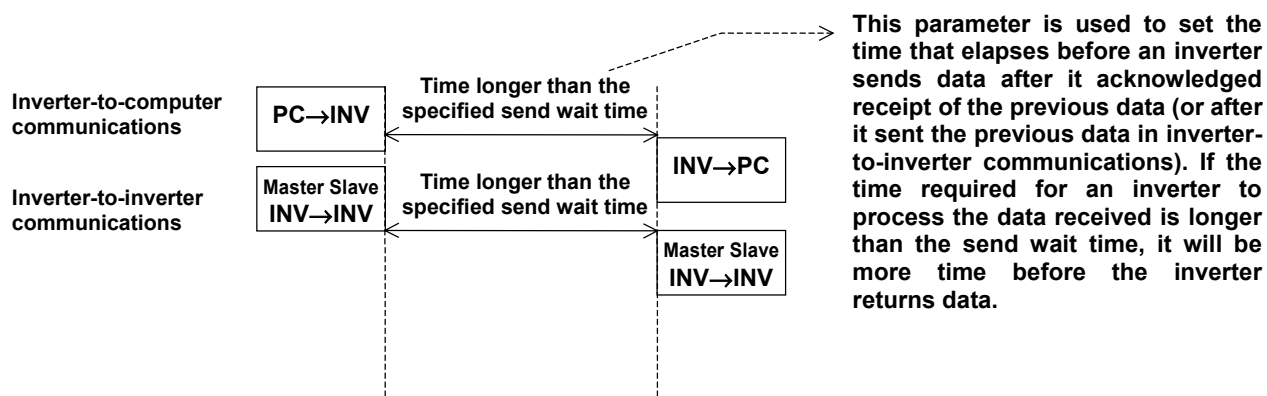 Inverter-to-computer
communications
PC→INV
Time longer than the
specified send wait time
INV→PC
Inverter-to-inverter
communications
Master Slave
INV→INV
Time longer than the
specified send wait time
Master Slave
INV→INV
This parameter is used to set the
time that elapses before an inverter
sends data after it acknowledged
receipt of the previous data (or after
it sent the previous data in inverter-
to-inverter communications). If the
time required for an inverter to
process the data received is longer
than the send wait time, it will be
more time before the inverter
returns data.